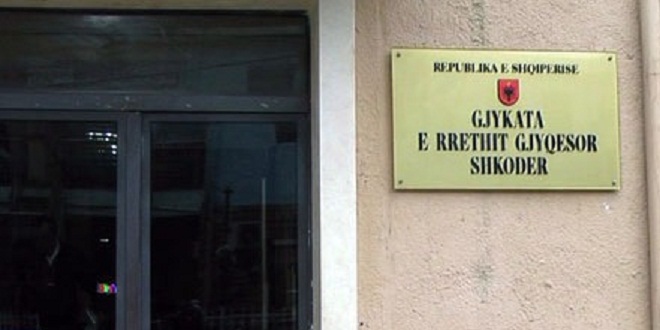 REPUBLIKA E SHQIPERISE
GJYKATA
E RRETHIT GJYQESOR
SHKODER